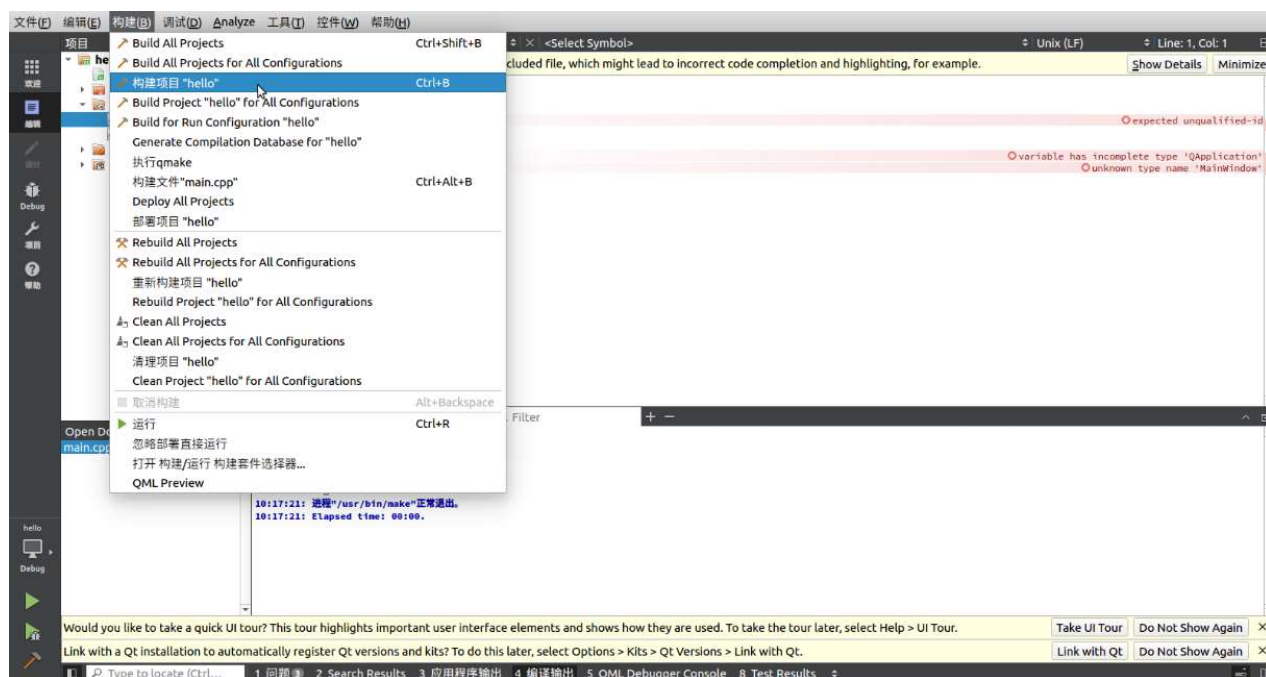 文件(F) 编辑(E) 构建(B) 调试(D) Analyze 工具(T) 控件(W) 帮助(H)
项目
<Select Symbol>
Unix (LF)
Line: 1, Col: 1
he
cluded file, which might lead to incorrect code completion and highlighting, for example.
Show Details Minimize
欢迎
编辑
设计
Debug
项目
帮助
Build All Projects Ctrl+Shift+B
Build All Projects for All Configurations
构建项目 "hello" Ctrl+B
Build Project "hello" for All Configurations
Build for Run Configuration "hello"
Generate Compilation Database for "hello"
执行qmake
构建文件"main.cpp" Ctrl+Alt+B
Deploy All Projects
部署项目 "hello"
Rebuild All Projects
Rebuild All Projects for All Configurations
重新构建项目 "hello"
Rebuild Project "hello" for All Configurations
Clean All Projects
Clean All Projects for All Configurations
清理项目 "hello"
Clean Project "hello" for All Configurations
取消构建 Alt+Backspace
运行 Ctrl+R
忽略部署直接运行
打开 构建/运行 构建套件选择器...
QML Preview
expected unqualified-id
variable has incomplete type 'QApplication'
unknown type name 'MainWindow'
Filter
Open Do
main.cpp
10:17:21: 进程"/usr/bin/make"正常退出。
10:17:21: Elapsed time: 00:00.
hello
Debug
Would you like to take a quick UI tour? This tour highlights important user interface elements and shows how they are used. To take the tour later, select Help > UI Tour.
Take UI Tour Do Not Show Again
Link with a Qt installation to automatically register Qt versions and kits? To do this later, select Options > Kits > Qt Versions > Link with Qt.
Link with Qt Do Not Show Again
Type to locate (Ctrl... 1 问题 3 2 Search Results 3 应用程序输出 4 编译输出 5 QML Debugger Console 8 Test Results